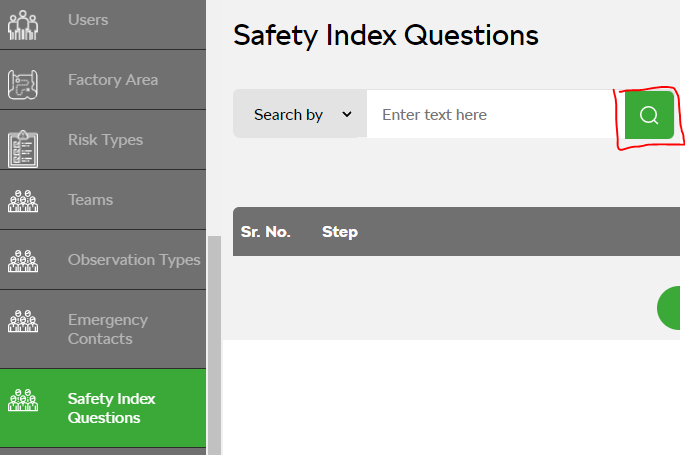 Users
Factory Area
Risk Types
Teams
Observation Types
Emergency
Contacts
Safety Index
Questions
Safety Index Questions
Search by
Enter text here
Sr. No. Step